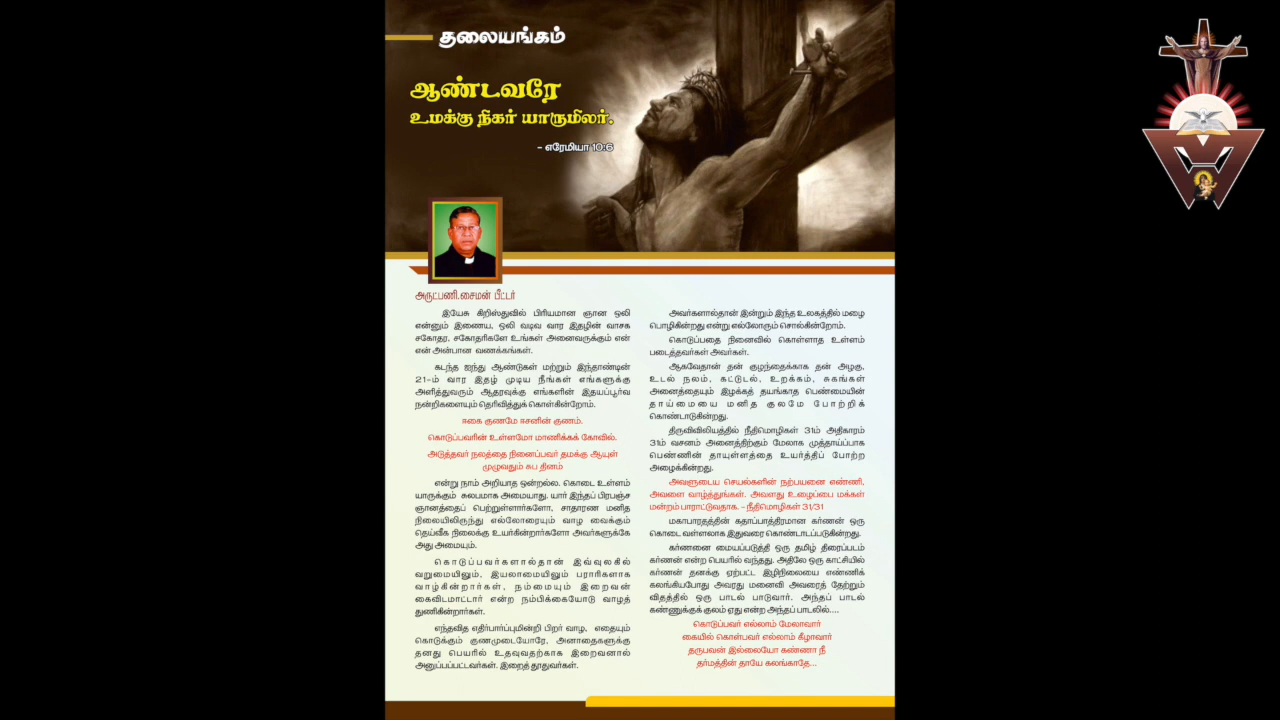 தலையங்கம்
ஆண்டவரே
உமக்கு நிகர் யாருமிலர்.
- எரேமியா 10:6
அருட்பணி.சைமன் பீட்டர்
இயேசு கிறிஸ்துவில் பிரியமான ஞான ஒலி
என்னும் இணைய, ஒலி வடிவ வார இதழின் வாசக
சகோதர, சகோதரிகளே உங்கள் அனைவருக்கும் என்
என் அன்பான வணக்கங்கள்.
கடந்த ஐந்து ஆண்டுகள் மற்றும் இந்தாண்டின்
21-ம் வார இதழ் முடிய நீங்கள் எங்களுக்கு
அளித்துவரும் ஆதரவுக்கு எங்களின் இதயப்பூர்வ
நன்றிகளையும் தெரிவித்துக் கொள்கின்றோம்.
ஈகை குணமே ஈசனின் குணம்.
கொடுப்பவரின் உள்ளமோ மாணிக்கக் கோவில்.
அடுத்தவர் நலத்தை நினைப்பவர் தமக்கு ஆயுள்
முழுவதும் சுப தினம்
என்று நாம் அறியாத ஒன்றல்ல. கொடை உள்ளம்
யாருக்கும் சுலபமாக அமையாது. யார் இந்தப் பிரபஞ்ச
ஞானத்தைப் பெற்றுள்ளார்களோ, சாதாரண மனித
நிலையிலிருந்து எல்லோரையும் வாழ வைக்கும்
தெய்வீக நிலைக்கு உயர்கின்றார்களோ அவர்களுக்கே
அது அமையும்.
கொடுப்பவர்களால்தான் இவ்வுலகில்
வறுமையிலும், இயலாமையிலும் பராரிகளாக
வாழ்கின்றார்கள், நம்மையும் இறைவன்
கைவிடமாட்டார் என்ற நம்பிக்கையோடு வாழத்
துணிகின்றார்கள்.
எந்தவித எதிர்பார்ப்புமின்றி பிறர் வாழ, எதையும்
கொடுக்கும் குணமுடையோரே, அனாதைகளுக்கு
தனது பெயரில் உதவுவதற்காக இறைவனால்
அனுப்பப்பட்டவர்கள். இறைத் தூதுவர்கள்.
அவர்களால்தான் இன்றும் இந்த உலகத்தில் மழை
பொழிகின்றது என்று எல்லோரும் சொல்கின்றோம்.
கொடுப்பதை நினைவில் கொள்ளாத உள்ளம்
படைத்தவர்கள் அவர்கள்.
ஆகவேதான் தன் குழந்தைக்காக தன் அழகு,
உடல் நலம், கட்டுடல், உறக்கம், சுகங்கள்
அனைத்தையும் இழக்கத் தயங்காத பெண்மையின்
தாய்மையை மனித குலமே போற்றிக்
கொண்டாடுகின்றது.
திருவிவிலியத்தில் நீதிமொழிகள் 31ம் அதிகாரம்
31ம் வசனம் அனைத்திற்கும் மேலாக முத்தாய்ப்பாக
பெண்ணின் தாயுள்ளத்தை உயர்த்திப் போற்ற
அழைக்கின்றது.
அவளுடைய செயல்களின் நற்பயனை எண்ணி,
அவளை வாழ்த்துங்கள். அவளது உழைப்பை மக்கள்
மன்றம் பாராட்டுவதாக. - நீதிமொழிகள் 31/31
மகாபாரதத்தின் கதாப்பாத்திரமான கர்ணன் ஒரு
கொடை வள்ளலாக இதுவரை கொண்டாடப்படுகின்றது.
கர்ணனை மையப்படுத்தி ஒரு தமிழ் திரைப்படம்
கர்ணன் என்ற பெயரில் வந்தது. அதிலே ஒரு காட்சியில்
கர்ணன் தனக்கு ஏற்பட்ட இழிநிலையை எண்ணிக்
கலங்கியபோது அவரது மனைவி அவரைத் தேற்றும்
விதத்தில் ஒரு பாடல் பாடுவார். அந்தப் பாடல்
கண்ணுக்குக் குலம் ஏது என்ற அந்தப் பாடலில்....
கொடுப்பவர் எல்லாம் மேலாவார்
கையில் கொள்பவர் எல்லாம் கீழாவார்
தருபவன் இல்லையோ கண்ணா நீ
தர்மத்தின் தாயே கலங்காதே...